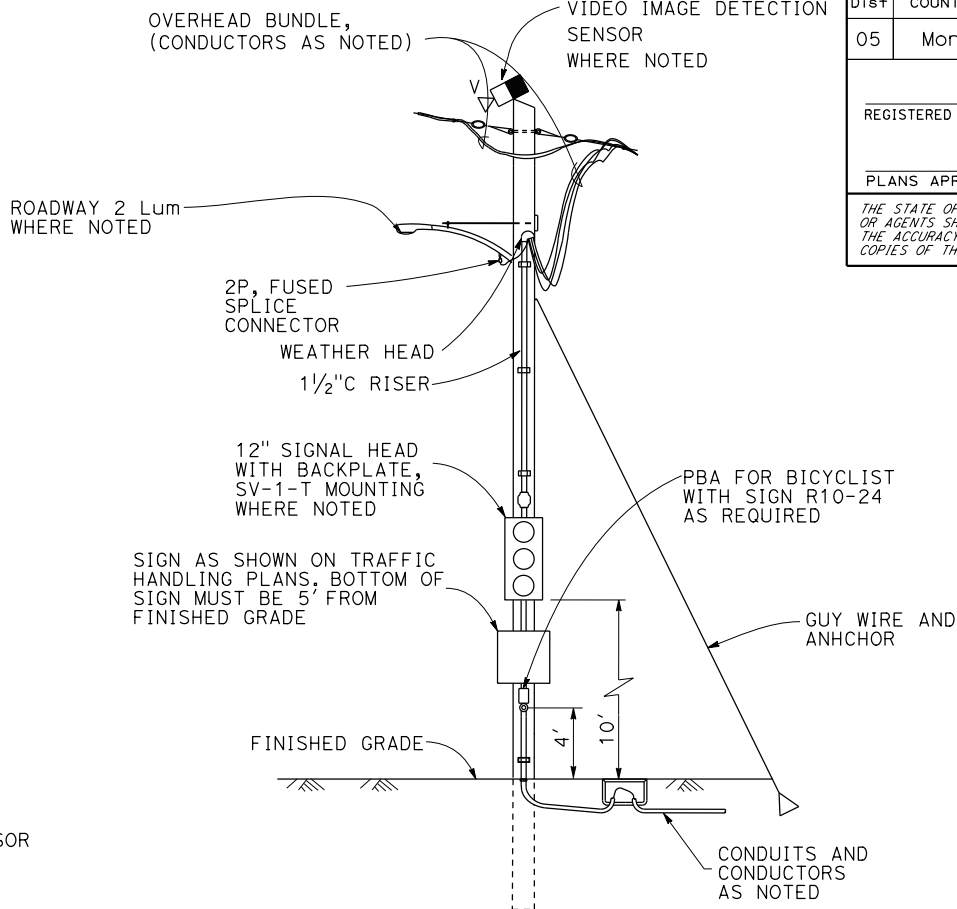 OVERHEAD BUNDLE,
(CONDUCTORS AS NOTED)
VIDEO IMAGE DETECTION
SENSOR
WHERE NOTED
DIST COUNT
05 Mon
REGISTERED
PLANS APR
THE STATE OF
OR AGENTS SH
THE ACCURACY
COPIES OF TH
V
ROADWAY 2 Lum
WHERE NOTED
2P, FUSED
SPLICE
CONNECTOR
WEATHER HEAD
1½"C RISER
12" SIGNAL HEAD
WITH BACKPLATE,
SV-1-T MOUNTING
WHERE NOTED
PBA FOR BICYCLIST
WITH SIGN R10-24
AS REQUIRED
SIGN AS SHOWN ON TRAFFIC
HANDLING PLANS. BOTTOM OF
SIGN MUST BE 5' FROM
FINISHED GRADE
GUY WIRE AND
ANHCHOR
4'
10'
FINISHED GRADE
SOR
CONDUITS AND
CONDUCTORS
AS NOTED